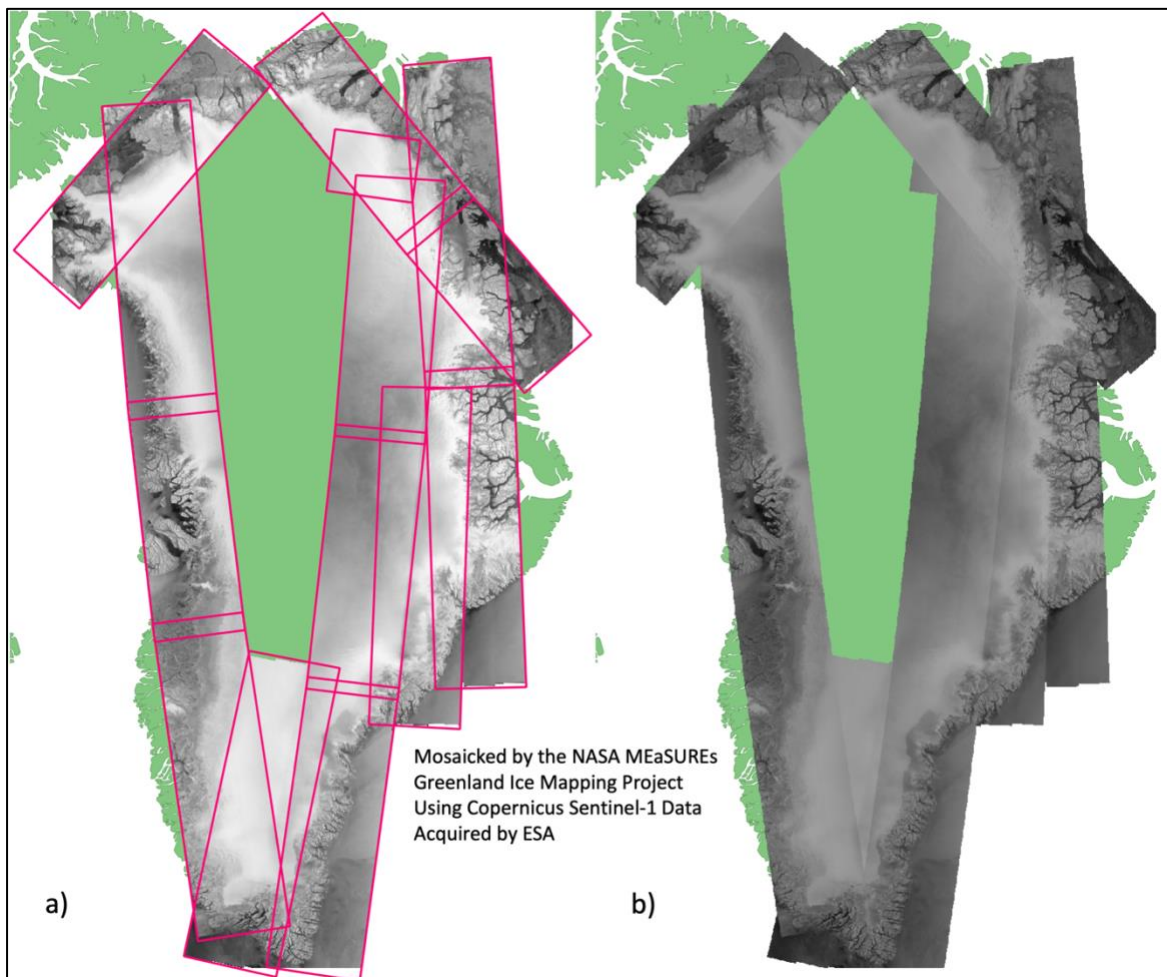 Mosaicked by the NASA MEaSUREs
Greenland Ice Mapping Project
Using Copernicus Sentinel-1 Data
Acquired by ESA
a)
b)